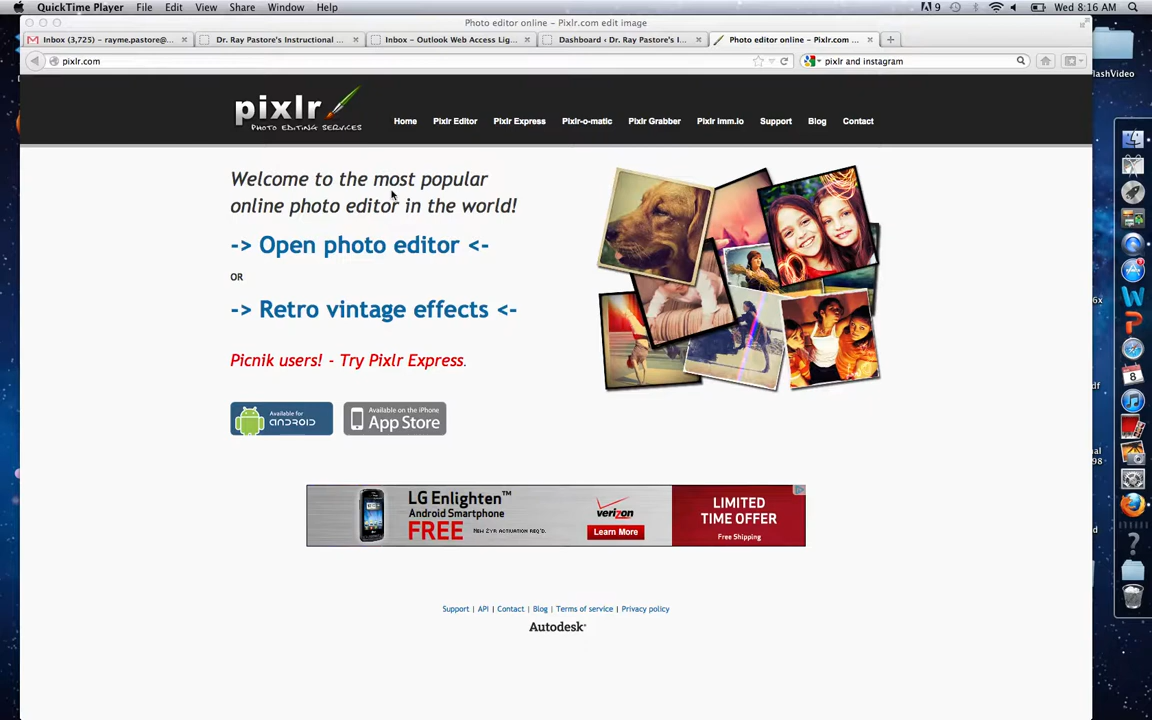 QuickTime Player File Edit View Share Window Help 9 Wed 8:16 AM
Photo editor online – Pixlr.com edit image
Inbox (3,725) – rayme.pastore@... Dr. Ray Pastore's Instructional ... Inbox – Outlook Web Access Lig... Dashboard ‹ Dr. Ray Pastore's I... Photo editor online – Pixlr.com ...
pixlr.com pixlr and instagram
lashVideo
pixlr
PHOTO EDITING SERVICES
Home Pixlr Editor Pixlr Express Pixlr-o-matic Pixlr Grabber Pixlr Imm.io Support Blog Contact
Welcome to the most popular
online photo editor in the world!
-> Open photo editor <-
OR
-> Retro vintage effects <-
Picnik users! - Try Pixlr Express.
Available for
ANDROID
Available on the iPhone
App Store
LG Enlighten™
Android Smartphone
FREE NEW 2YR ACTIVATION REQ'D.
verizon
Learn More
LIMITED
TIME OFFER
Free Shipping
Support | API | Contact | Blog | Terms of service | Privacy policy
Autodesk®